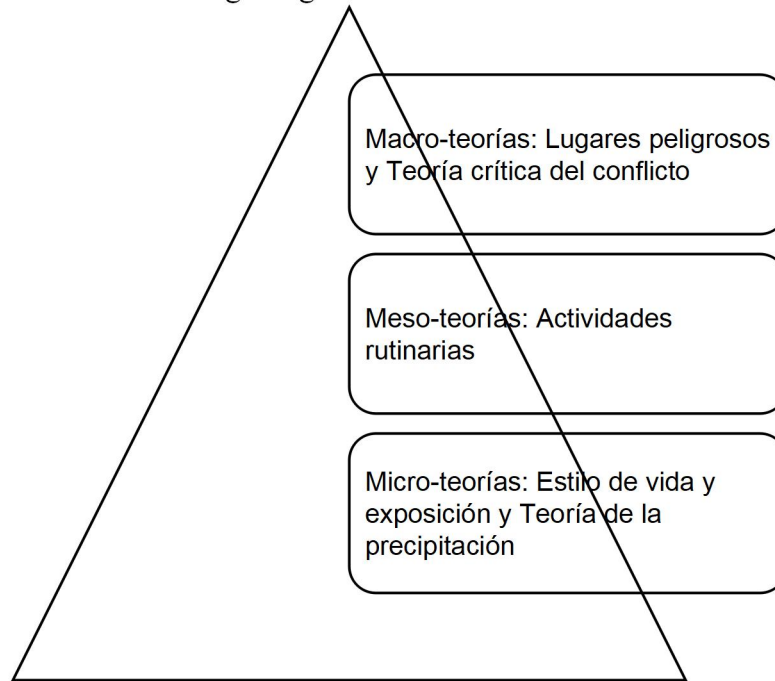 Macro-teorías: Lugares peligrosos
y Teoría crítica del conflicto
Meso-teorías: Actividades
rutinarias
Micro-teorías: Estilo de vida y
exposición y Teoría de la
precipitación